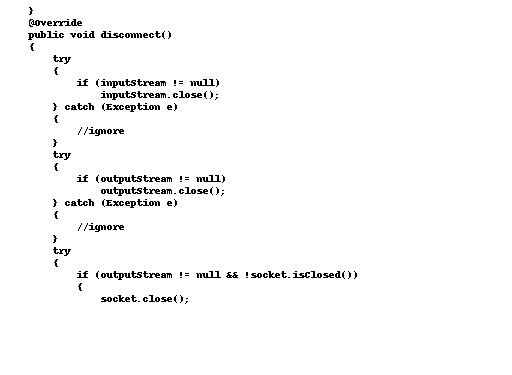 }
@Override
public void disconnect()
{
try
{
if (inputStream != null)
inputStream.close();
} catch (Exception e)
{
//ignore
}
try
{
if (outputStream != null)
outputStream.close();
} catch (Exception e)
{
//ignore
}
try
{
if (outputStream != null && !socket.isClosed())
{
socket.close();